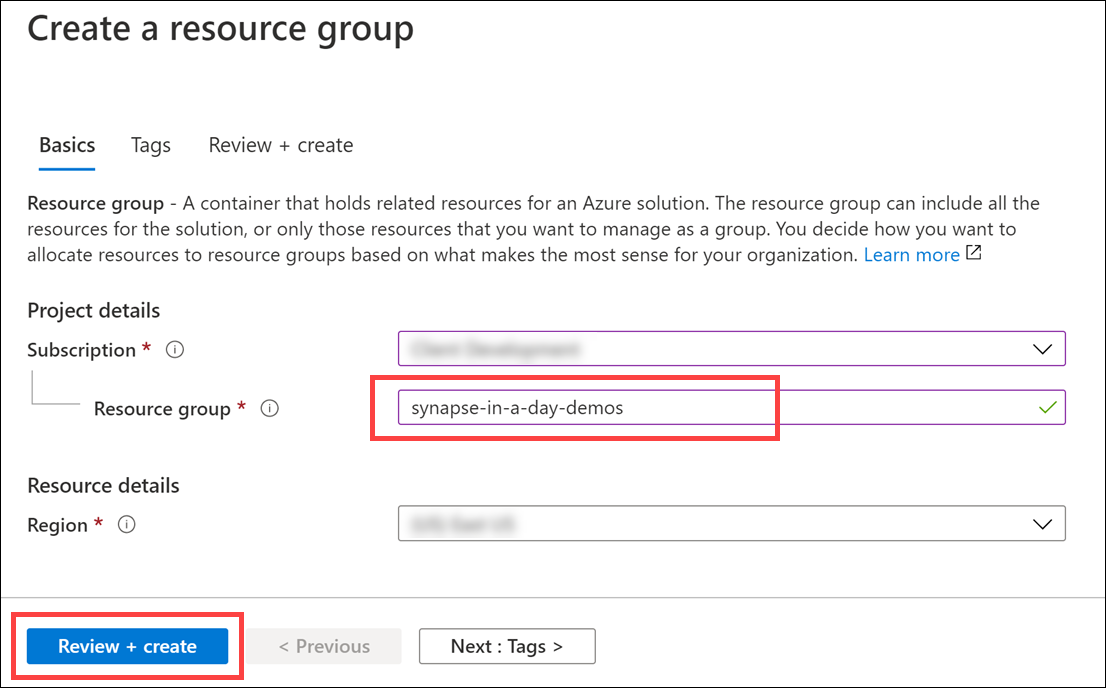 Create a resource group
Basics Tags Review + create
Resource group - A container that holds related resources for an Azure solution. The resource group can include all the
resources for the solution, or only those resources that you want to manage as a group. You decide how you want to
allocate resources to resource groups based on what makes the most sense for your organization. Learn more
Project details
Subscription *
Resource group * synapse-in-a-day-demos
Resource details
Region *
Review + create < Previous Next : Tags >